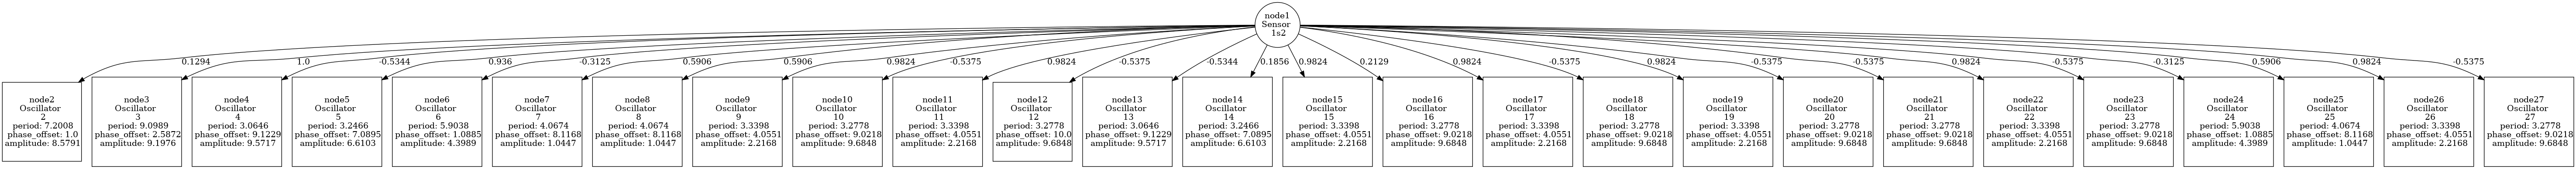 node1
Sensor
1s2
0.1294
1.0
-0.5344
0.936
-0.3125
0.5906
0.5906
0.9824
-0.5375
0.9824
-0.5375
-0.5344
0.1856
0.9824
0.2129
0.9824
-0.5375
0.9824
-0.5375
-0.5375
0.9824
-0.5375
-0.3125
0.5906
0.9824
-0.5375
node2
Oscillator
2
period: 7.2008
phase_offset: 1.0
amplitude: 8.5791
node3
Oscillator
3
period: 9.0989
phase_offset: 2.5872
amplitude: 9.1976
node4
Oscillator
4
period: 3.0646
phase_offset: 9.1229
amplitude: 9.5717
node5
Oscillator
5
period: 3.2466
phase_offset: 7.0895
amplitude: 6.6103
node6
Oscillator
6
period: 5.9038
phase_offset: 1.0885
amplitude: 4.3989
node7
Oscillator
7
period: 4.0674
phase_offset: 8.1168
amplitude: 1.0447
node8
Oscillator
8
period: 4.0674
phase_offset: 8.1168
amplitude: 1.0447
node9
Oscillator
9
period: 3.3398
phase_offset: 4.0551
amplitude: 2.2168
node10
Oscillator
10
period: 3.2778
phase_offset: 9.0218
amplitude: 9.6848
node11
Oscillator
11
period: 3.3398
phase_offset: 4.0551
amplitude: 2.2168
node12
Oscillator
12
period: 3.2778
phase_offset: 10.0
amplitude: 9.6848
node13
Oscillator
13
period: 3.0646
phase_offset: 9.1229
amplitude: 9.5717
node14
Oscillator
14
period: 3.2466
phase_offset: 7.0895
amplitude: 6.6103
node15
Oscillator
15
period: 3.3398
phase_offset: 4.0551
amplitude: 2.2168
node16
Oscillator
16
period: 3.2778
phase_offset: 9.0218
amplitude: 9.6848
node17
Oscillator
17
period: 3.3398
phase_offset: 4.0551
amplitude: 2.2168
node18
Oscillator
18
period: 3.2778
phase_offset: 9.0218
amplitude: 9.6848
node19
Oscillator
19
period: 3.3398
phase_offset: 4.0551
amplitude: 2.2168
node20
Oscillator
20
period: 3.2778
phase_offset: 9.0218
amplitude: 9.6848
node21
Oscillator
21
period: 3.2778
phase_offset: 9.0218
amplitude: 9.6848
node22
Oscillator
22
period: 3.3398
phase_offset: 4.0551
amplitude: 2.2168
node23
Oscillator
23
period: 3.2778
phase_offset: 9.0218
amplitude: 9.6848
node24
Oscillator
24
period: 5.9038
phase_offset: 1.0885
amplitude: 4.3989
node25
Oscillator
25
period: 4.0674
phase_offset: 8.1168
amplitude: 1.0447
node26
Oscillator
26
period: 3.3398
phase_offset: 4.0551
amplitude: 2.2168
node27
Oscillator
27
period: 3.2778
phase_offset: 9.0218
amplitude: 9.6848